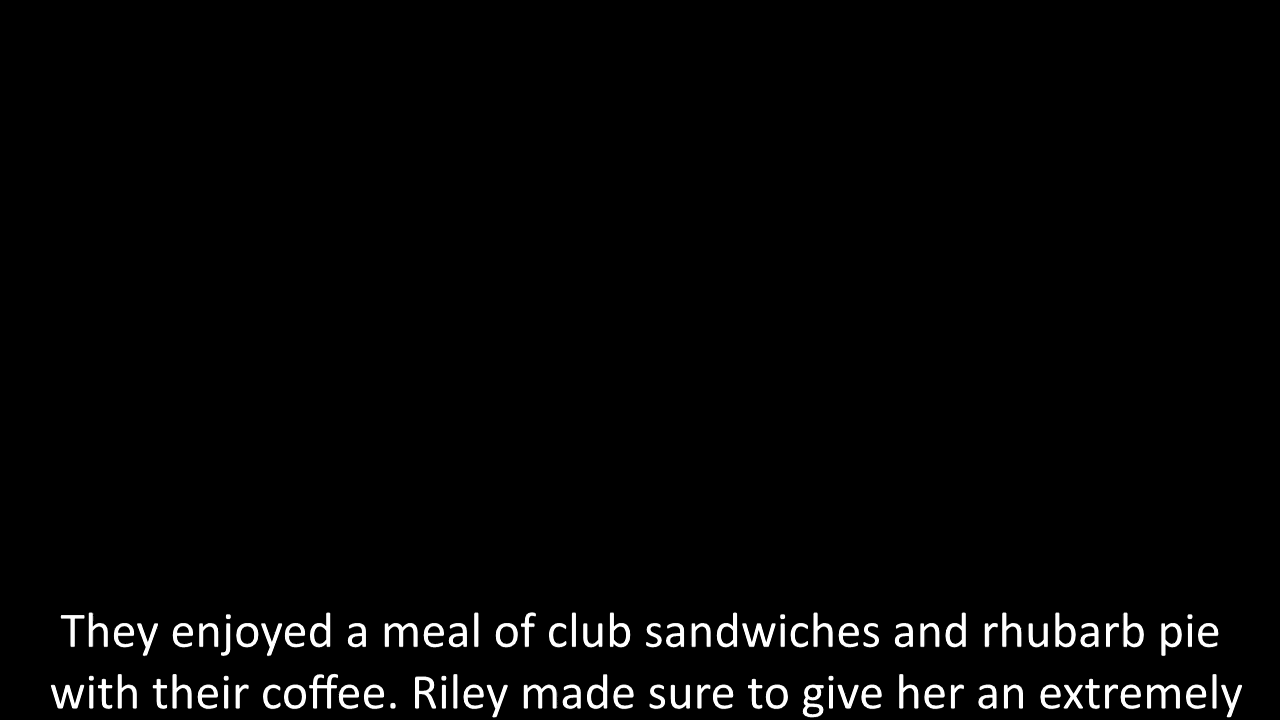 They enjoyed a meal of club sandwiches and rhubarb pie
with their coffee. Riley made sure to give her an extremely